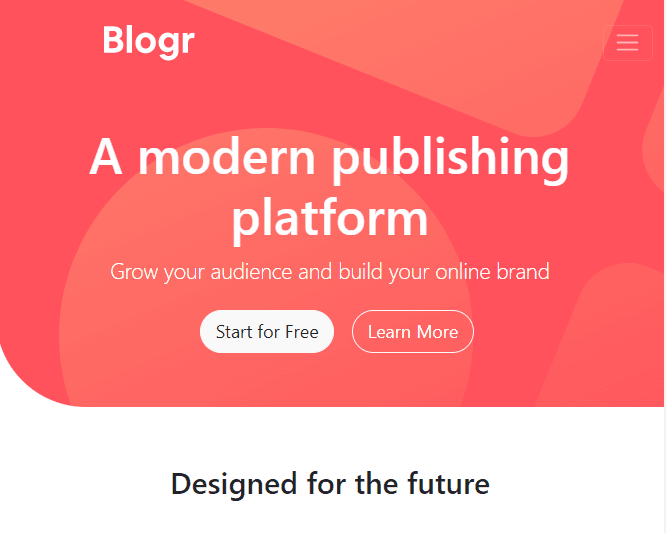 Blogr
A modern publishing
platform
Grow your audience and build your online brand
Start for Free
Learn More
Designed for the future